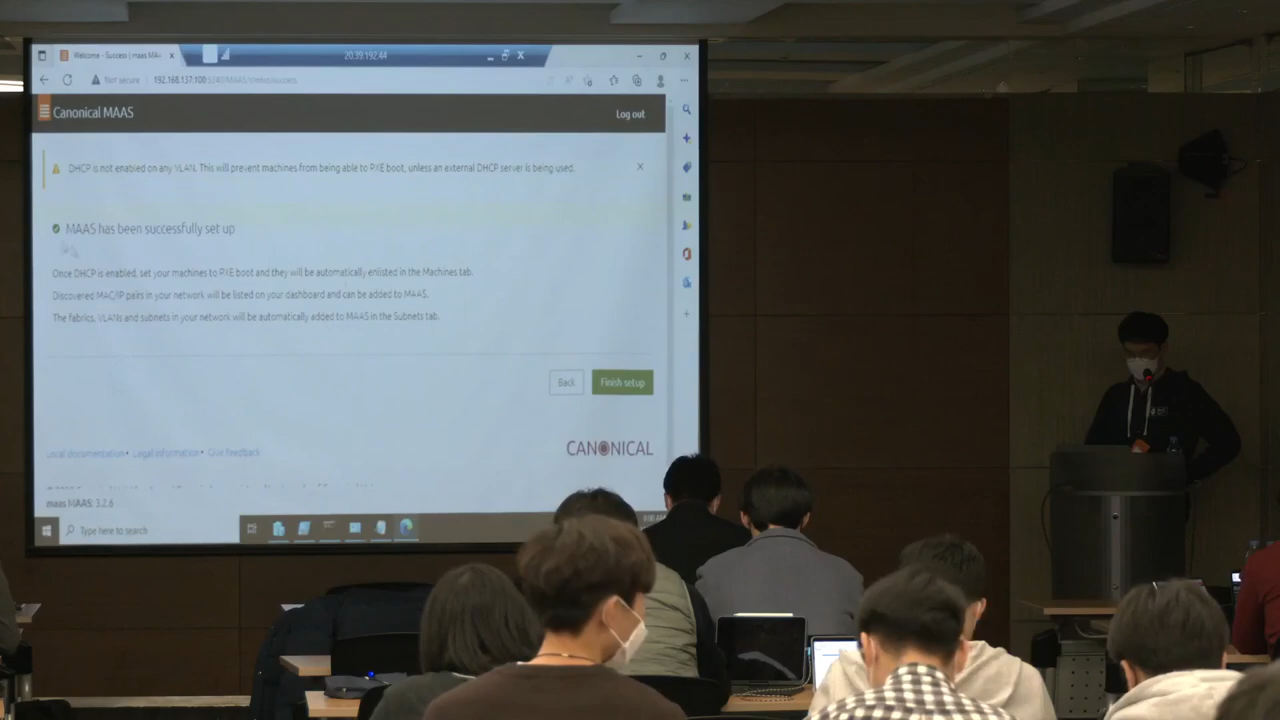 Welcome - Success | maas MA
20.39.192.44
Not secure 192.168.137.100:5240/MAAS/r/intro/success
Canonical MAAS
Log out
DHCP is not enabled on any VLAN. This will prevent machines from being able to PXE boot, unless an external DHCP server is being used.
MAAS has been successfully set up
Once DHCP is enabled, set your machines to PXE boot and they will be automatically enlisted in the Machines tab.
Discovered MAC/IP pairs in your network will be listed on your dashboard and can be added to MAAS.
The fabrics, VLANs and subnets in your network will be automatically added to MAAS in the Subnets tab.
Back
Finish setup
Local documentation • Legal information • Give feedback
CANONICAL
maas MAAS: 3.2.6
Type here to search